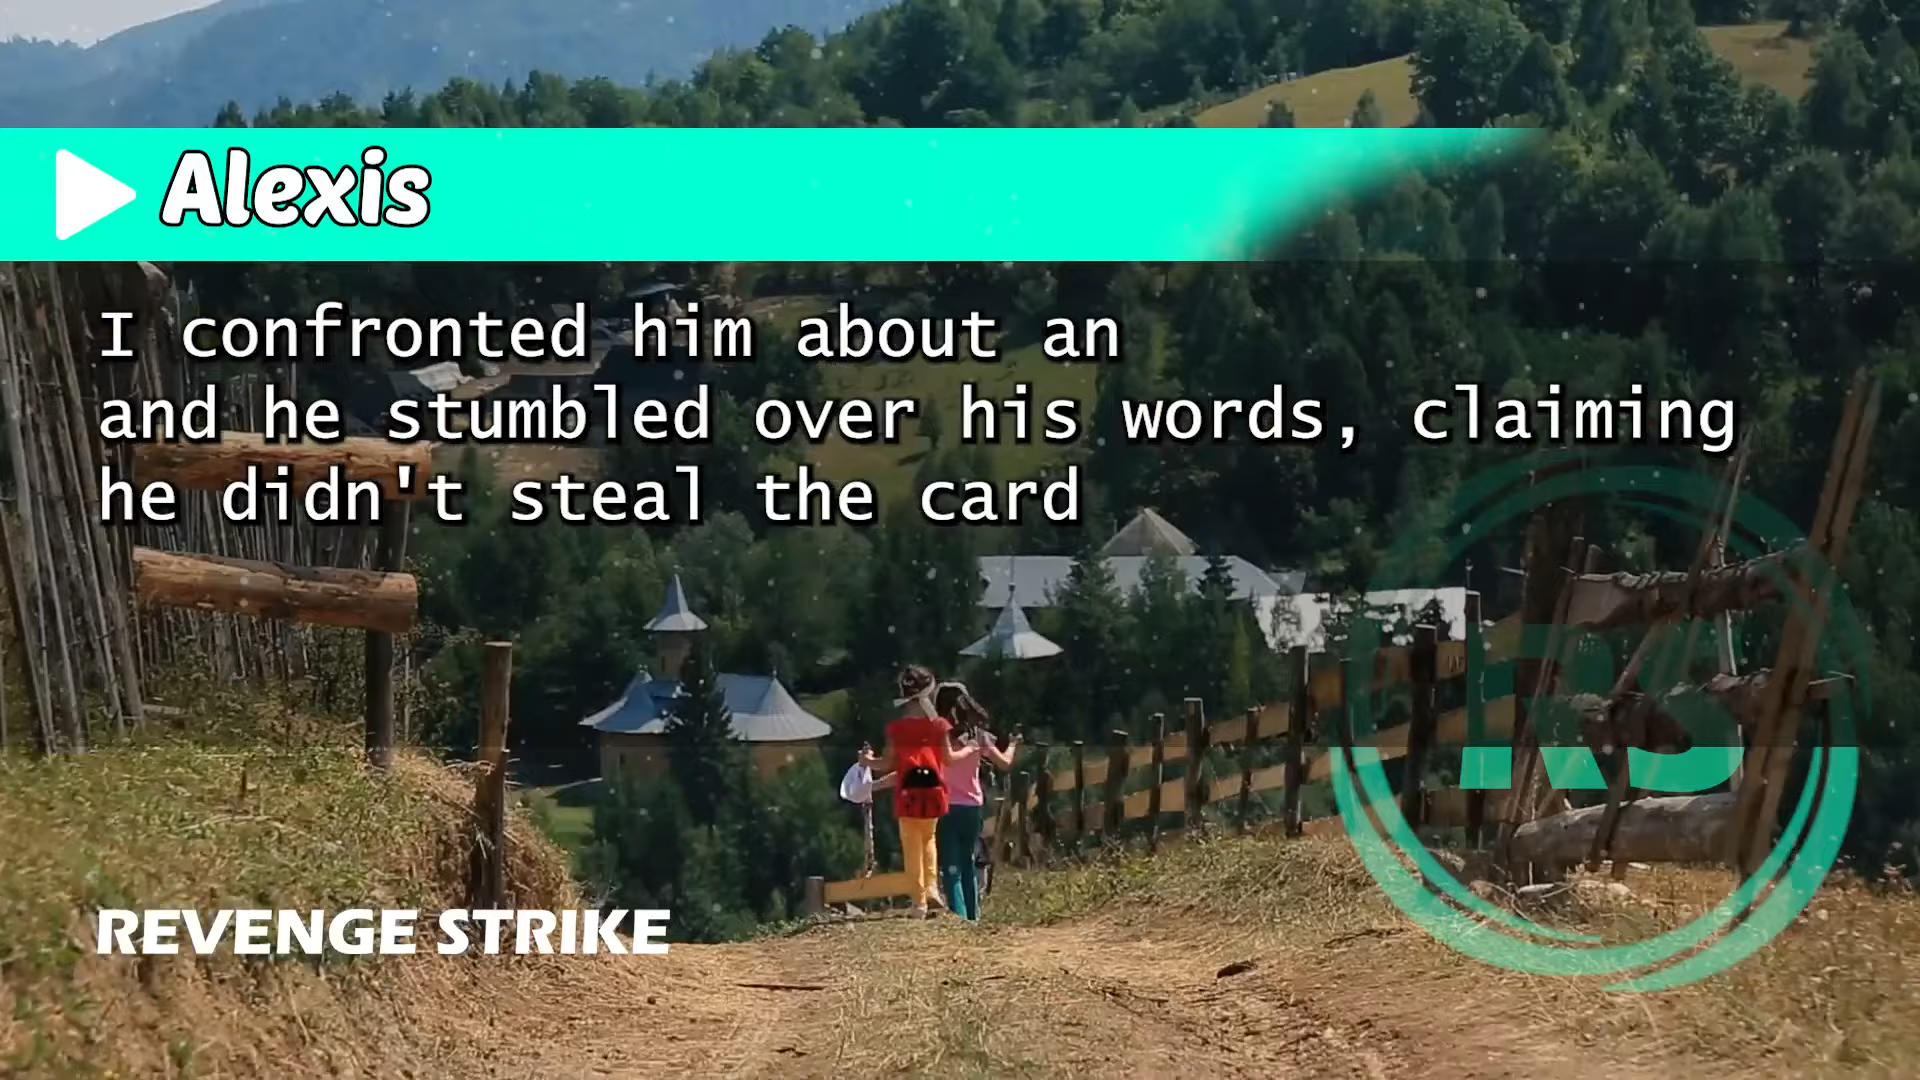 Alexis
I confronted him about an
and he stumbled over his words, claiming
he didn't steal the card
RS
REVENGE STRIKE